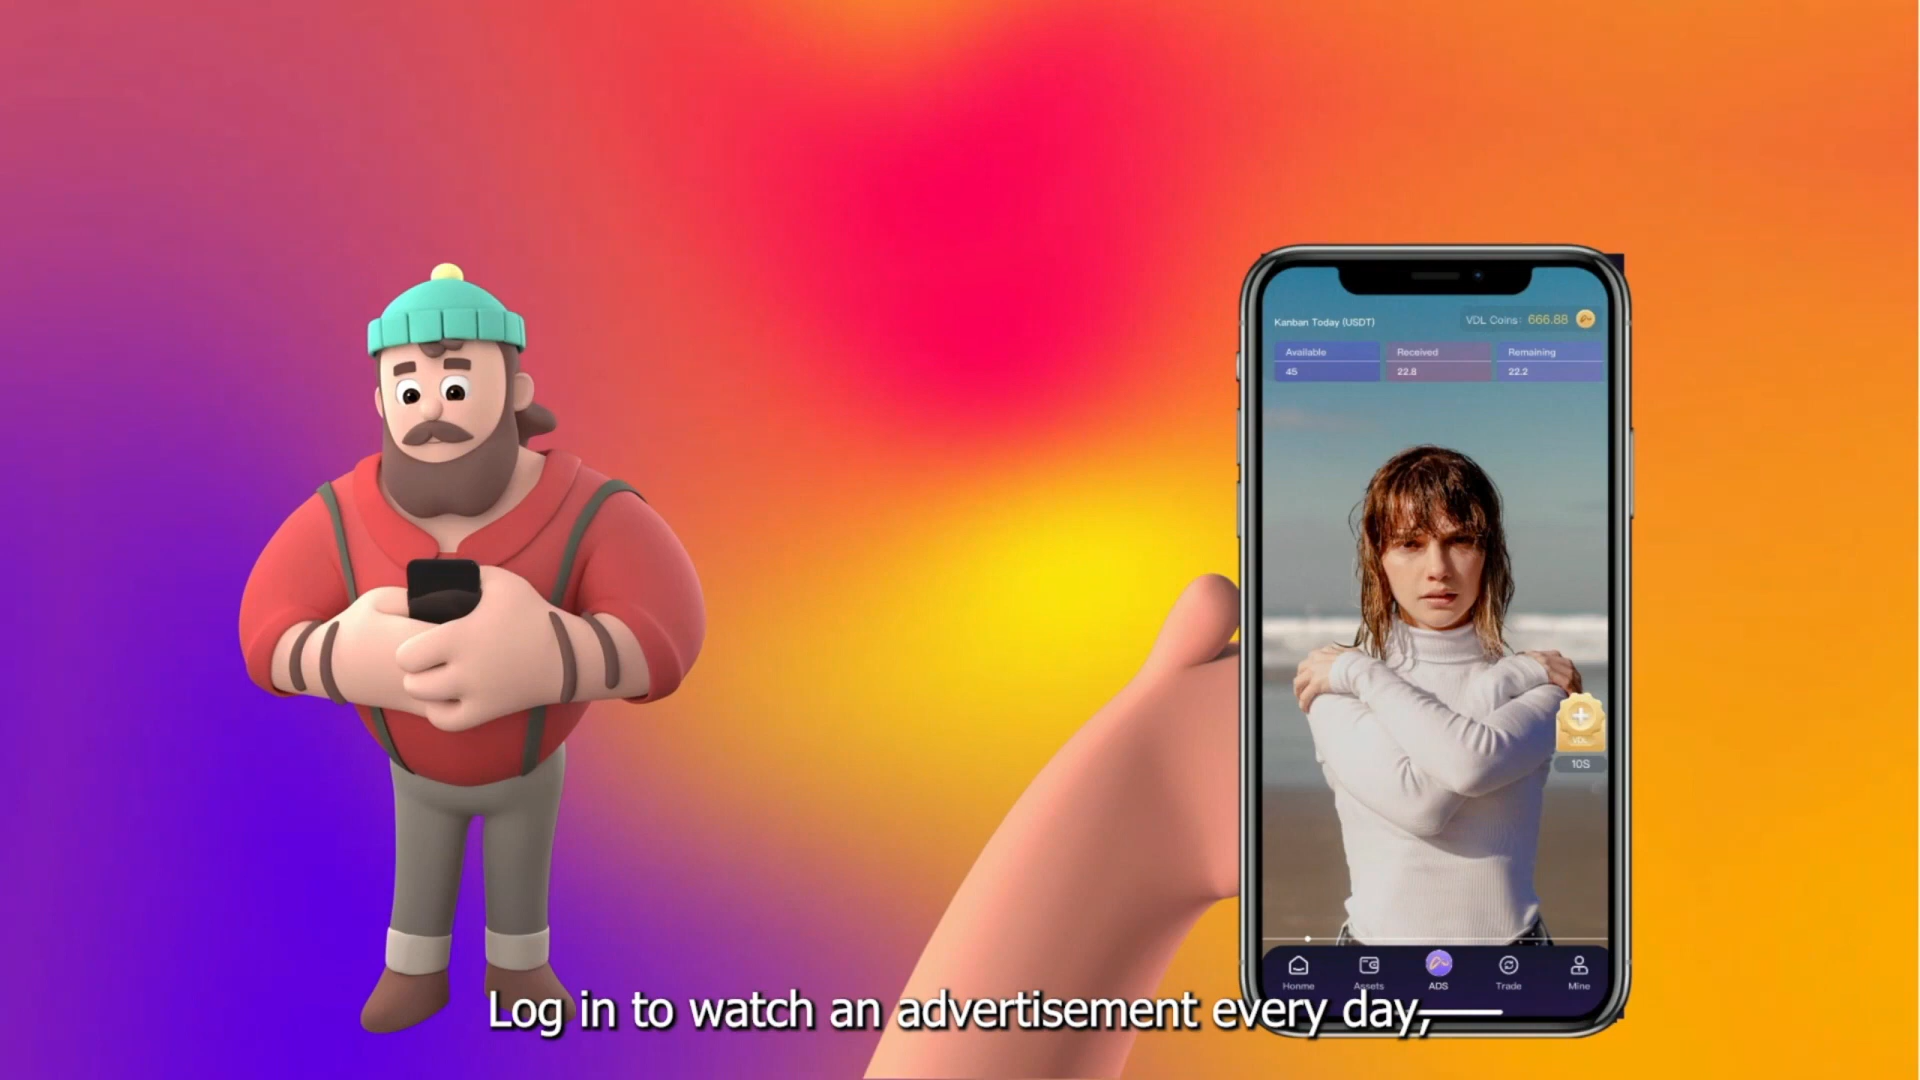 Kanban Today (USDT)
VDL Coins: 666.88
Available
Received
Remaining
45
22.8
22.2
VDL
10S
Honme
Assets
ADS
Trade
Mine
Log in to watch an advertisement every day,